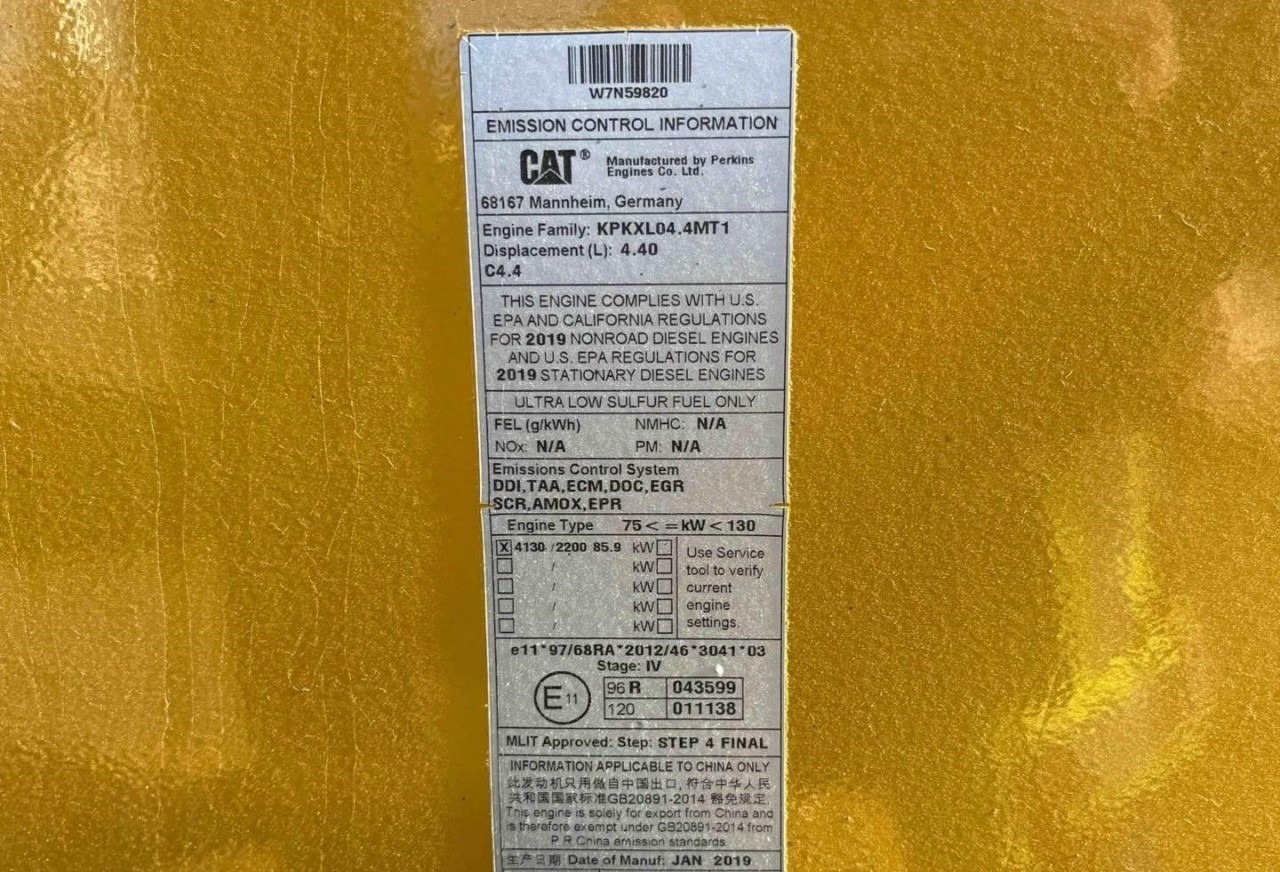 W7N59820
EMISSION CONTROL INFORMATION
CAT® Manufactured by Perkins
Engines Co. Ltd.
68167 Mannheim, Germany
Engine Family: KPKXL04.4MT1
Displacement (L): 4.40
C4.4
THIS ENGINE COMPLIES WITH U.S.
EPA AND CALIFORNIA REGULATIONS
FOR 2019 NONROAD DIESEL ENGINES
AND U.S. EPA REGULATIONS FOR
2019 STATIONARY DIESEL ENGINES
ULTRA LOW SULFUR FUEL ONLY
FEL (g/kWh) NMHC: N/A
NOx: N/A PM: N/A
Emissions Control System
DDI,TAA,ECM,DOC,EGR
SCR,AMOX,EPR
Engine Type 75 < = kW < 130
X 4130 / 2200 85.9 kW
/ kW
/ kW
/ kW
/ kW
Use Service
tool to verify
current
engine
settings.
e11*97/68RA*2012/46*3041*03
Stage: IV
E 11
96 R 043599
120 011138
MLIT Approved: Step: STEP 4 FINAL
INFORMATION APPLICABLE TO CHINA ONLY
此发动机只用做自中国出口, 符合中华人民
共和国国家标准GB20891-2014 豁免规定.
This engine is solely for export from China and
is therefore exempt under GB20891-2014 from
P R China emission standards
生产日期 Date of Manuf: JAN 2019